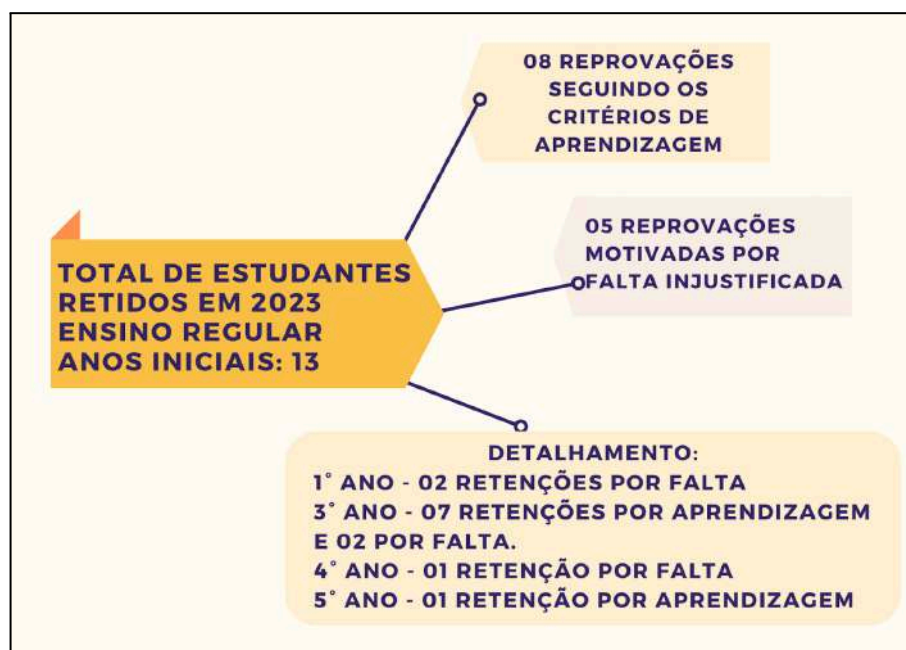 08 REPROVAÇÕES
SEGUINDO OS
CRITÉRIOS DE
APRENDIZAGEM
05 REPROVAÇÕES
MOTIVADAS POR
FALTA INJUSTIFICADA
TOTAL DE ESTUDANTES
RETIDOS EM 2023
ENSINO REGULAR
ANOS INICIAIS: 13
DETALHAMENTO:
1° ANO - 02 RETENÇÕES POR FALTA
3° ANO - 07 RETENÇÕES POR APRENDIZAGEM
E 02 POR FALTA.
4° ANO - 01 RETENÇÃO POR FALTA
5° ANO - 01 RETENÇÃO POR APRENDIZAGEM